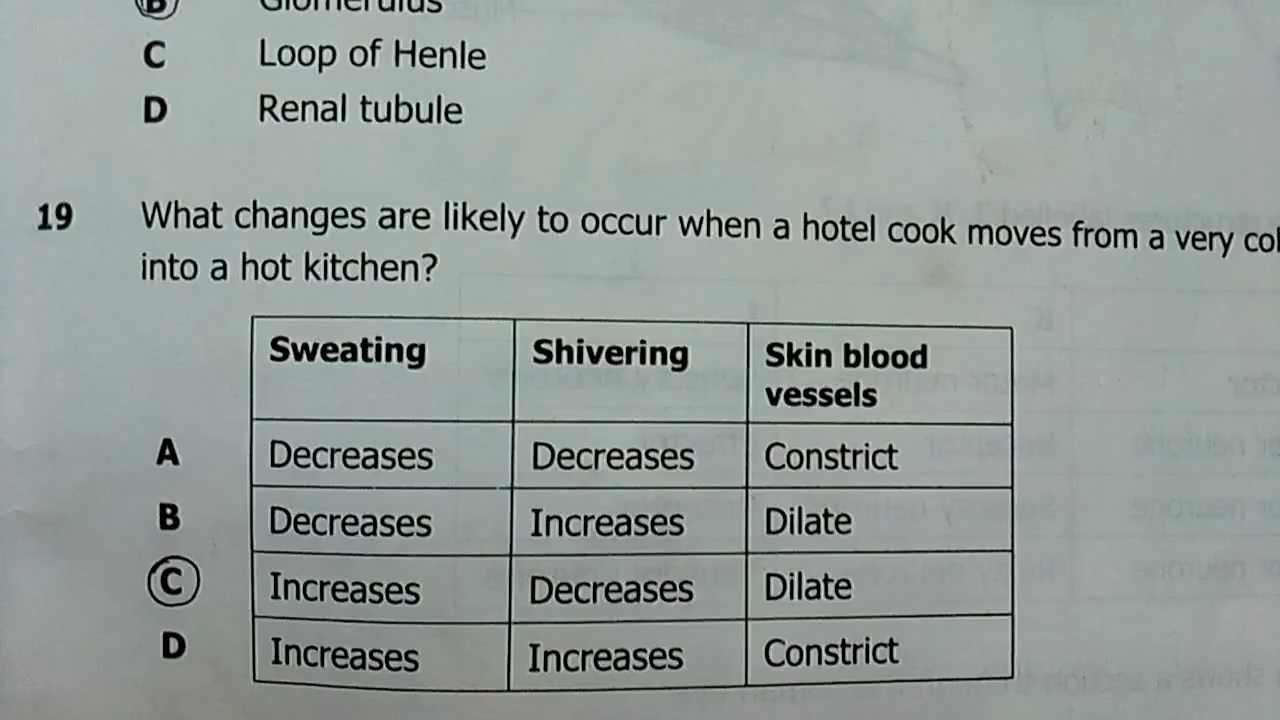 B Glomerulus
C Loop of Henle
D Renal tubule
19 What changes are likely to occur when a hotel cook moves from a very
into a hot kitchen?
Sweating Shivering Skin blood
vessels
A Decreases Decreases Constrict
B Decreases Increases Dilate
C Increases Decreases Dilate
D Increases Increases Constrict